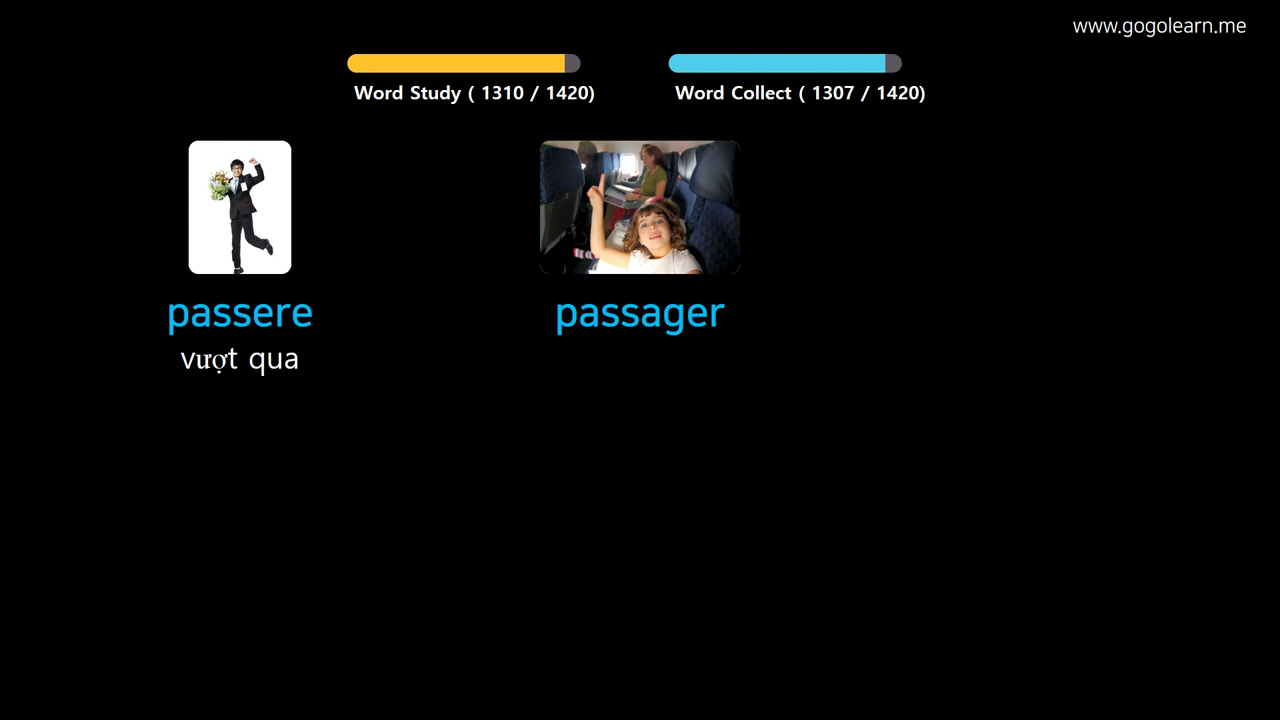 www.gogolearn.me
Word Study ( 1310 / 1420)
Word Collect ( 1307 / 1420)
passere
passager
vượt qua